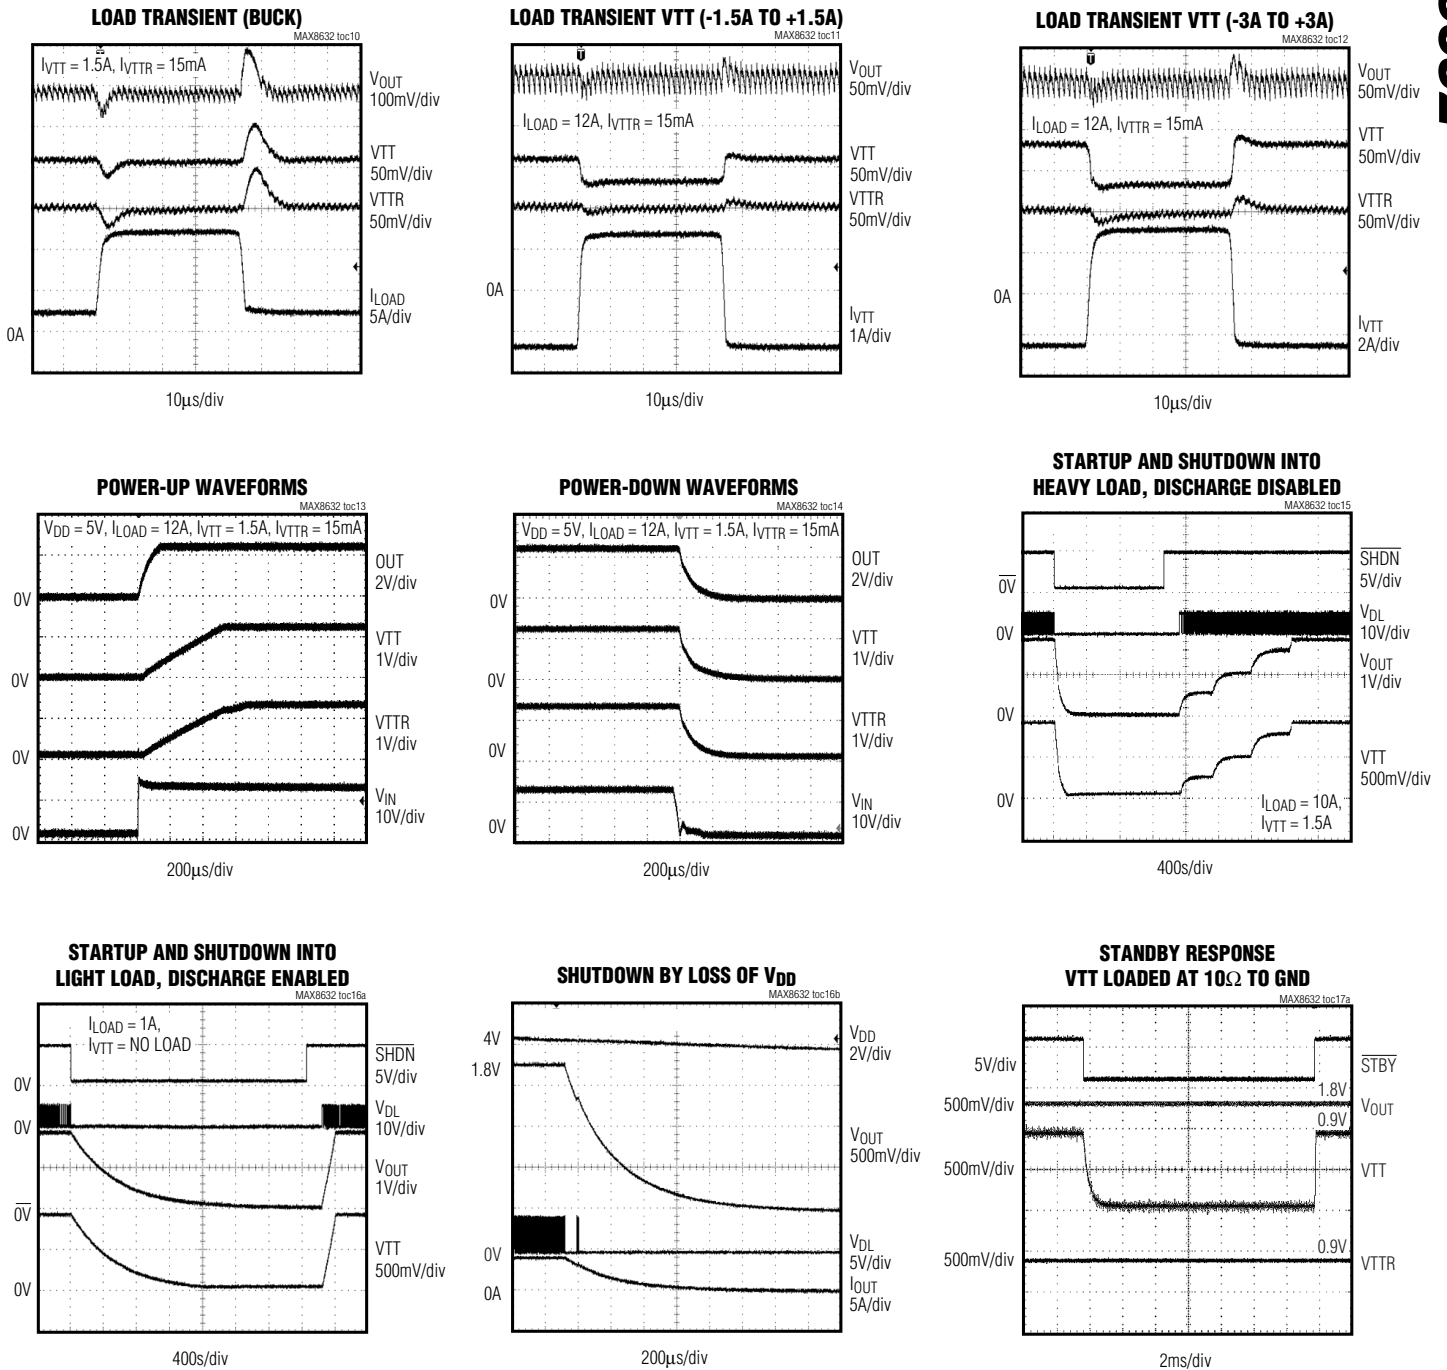 LOAD TRANSIENT (BUCK)
MAX8632 toc10
IVTT = 1.5A, IVTTR = 15mA
VOUT
100mV/div
VTT
50mV/div
VTTR
50mV/div
ILOAD
5A/div
0A
10µs/div
LOAD TRANSIENT VTT (-1.5A TO +1.5A)
MAX8632 toc11
VOUT
50mV/div
ILOAD = 12A, IVTTR = 15mA
VTT
50mV/div
VTTR
50mV/div
0A
IVTT
1A/div
10µs/div
LOAD TRANSIENT VTT (-3A TO +3A)
MAX8632 toc12
VOUT
50mV/div
ILOAD = 12A, IVTTR = 15mA
VTT
50mV/div
VTTR
50mV/div
0A
IVTT
2A/div
10µs/div
POWER-UP WAVEFORMS
MAX8632 toc13
VDD = 5V, ILOAD = 12A, IVTT = 1.5A, IVTTR = 15mA
OUT
2V/div
0V
VTT
1V/div
0V
VTTR
1V/div
0V
VIN
10V/div
0V
200µs/div
POWER-DOWN WAVEFORMS
MAX8632 toc14
VDD = 5V, ILOAD = 12A, IVTT = 1.5A, IVTTR = 15mA
OUT
2V/div
0V
VTT
1V/div
0V
VTTR
1V/div
0V
VIN
10V/div
0V
200µs/div
STARTUP AND SHUTDOWN INTO
HEAVY LOAD, DISCHARGE DISABLED
MAX8632 toc15
SHDN
5V/div
0V
VDL
10V/div
0V
VOUT
1V/div
0V
VTT
500mV/div
0V
ILOAD = 10A,
IVTT = 1.5A
400s/div
STARTUP AND SHUTDOWN INTO
LIGHT LOAD, DISCHARGE ENABLED
MAX8632 toc16a
ILOAD = 1A,
IVTT = NO LOAD
SHDN
5V/div
0V
VDL
10V/div
0V
VOUT
1V/div
0V
VTT
500mV/div
0V
400s/div
SHUTDOWN BY LOSS OF VDD
MAX8632 toc16b
4V
VDD
2V/div
1.8V
VOUT
500mV/div
VDL
5V/div
0V
IOUT
5A/div
0A
200µs/div
STANDBY RESPONSE
VTT LOADED AT 10Ω TO GND
MAX8632 toc17a
5V/div
STBY
1.8V
500mV/div
VOUT
0.9V
500mV/div
VTT
0.9V
500mV/div
VTTR
2ms/div